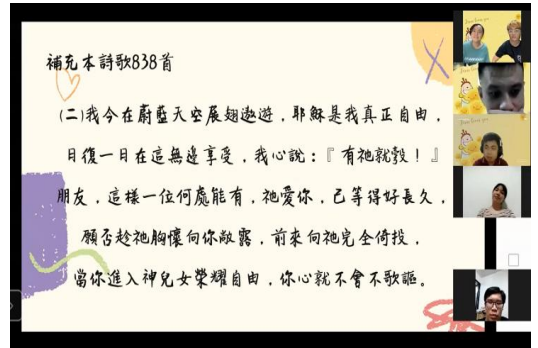 補充本詩歌838首
(二)我今在蔚藍天空展翅遨遊，耶穌是我真正自由，
日復一日在這無邊享受，我心說：『有祂就彀！』
朋友，這樣一位何處能有，祂愛你，已等得好長久，
願否趁祂胸懷向你敞露，前來向祂完全倚投，
當你進入神兒女榮耀自由，你心就不會不歌謳。